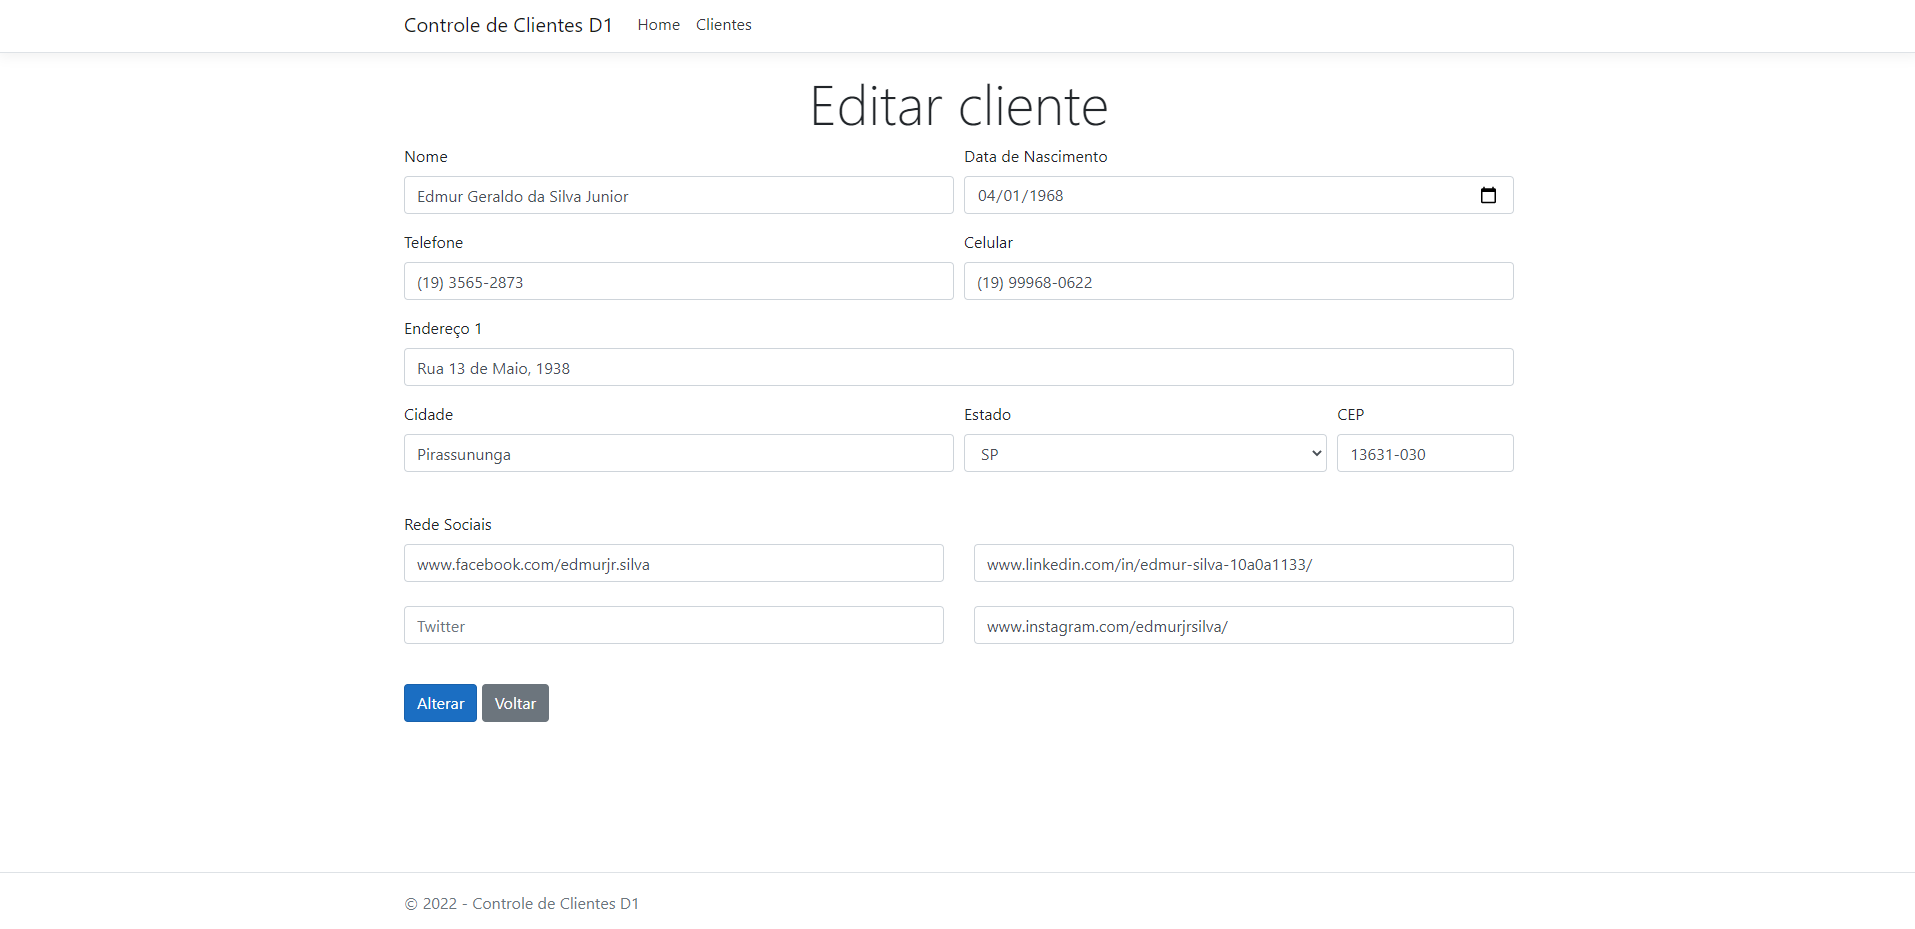 Controle de Clientes D1 Home Clientes
Editar cliente
Nome Data de Nascimento
Edmur Geraldo da Silva Junior 04/01/1968
Telefone Celular
(19) 3565-2873 (19) 99968-0622
Endereço 1
Rua 13 de Maio, 1938
Cidade Estado CEP
Pirassununga SP 13631-030
Rede Sociais
www.facebook.com/edmurjr.silva www.linkedin.com/in/edmur-silva-10a0a1133/
Twitter www.instagram.com/edmurjrsilva/
Alterar Voltar
© 2022 - Controle de Clientes D1